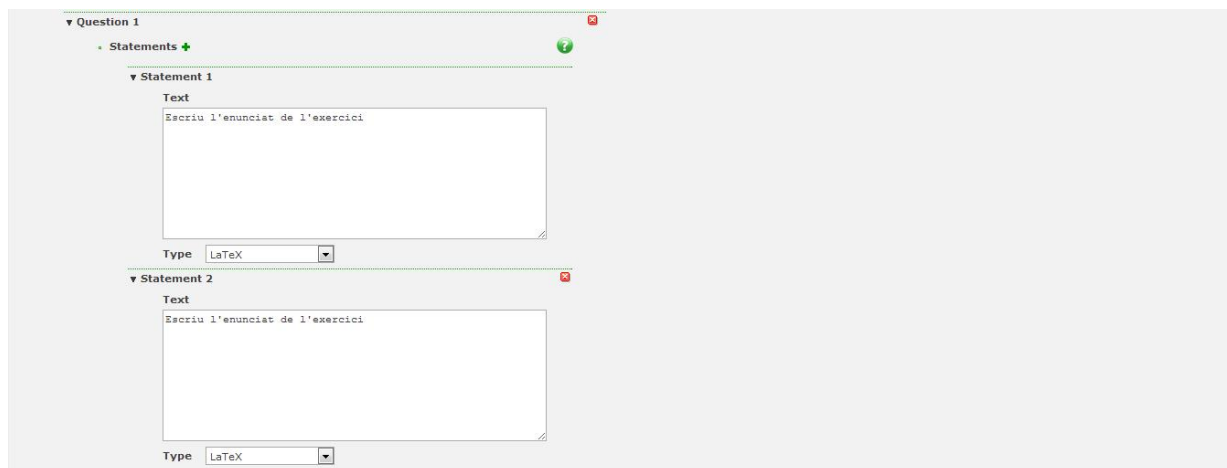 Question 1
Statements
Statement 1
Text
Escriu l'enunciat de l'exercici
Type LaTeX
Statement 2
Text
Escriu l'enunciat de l'exercici
Type LaTeX